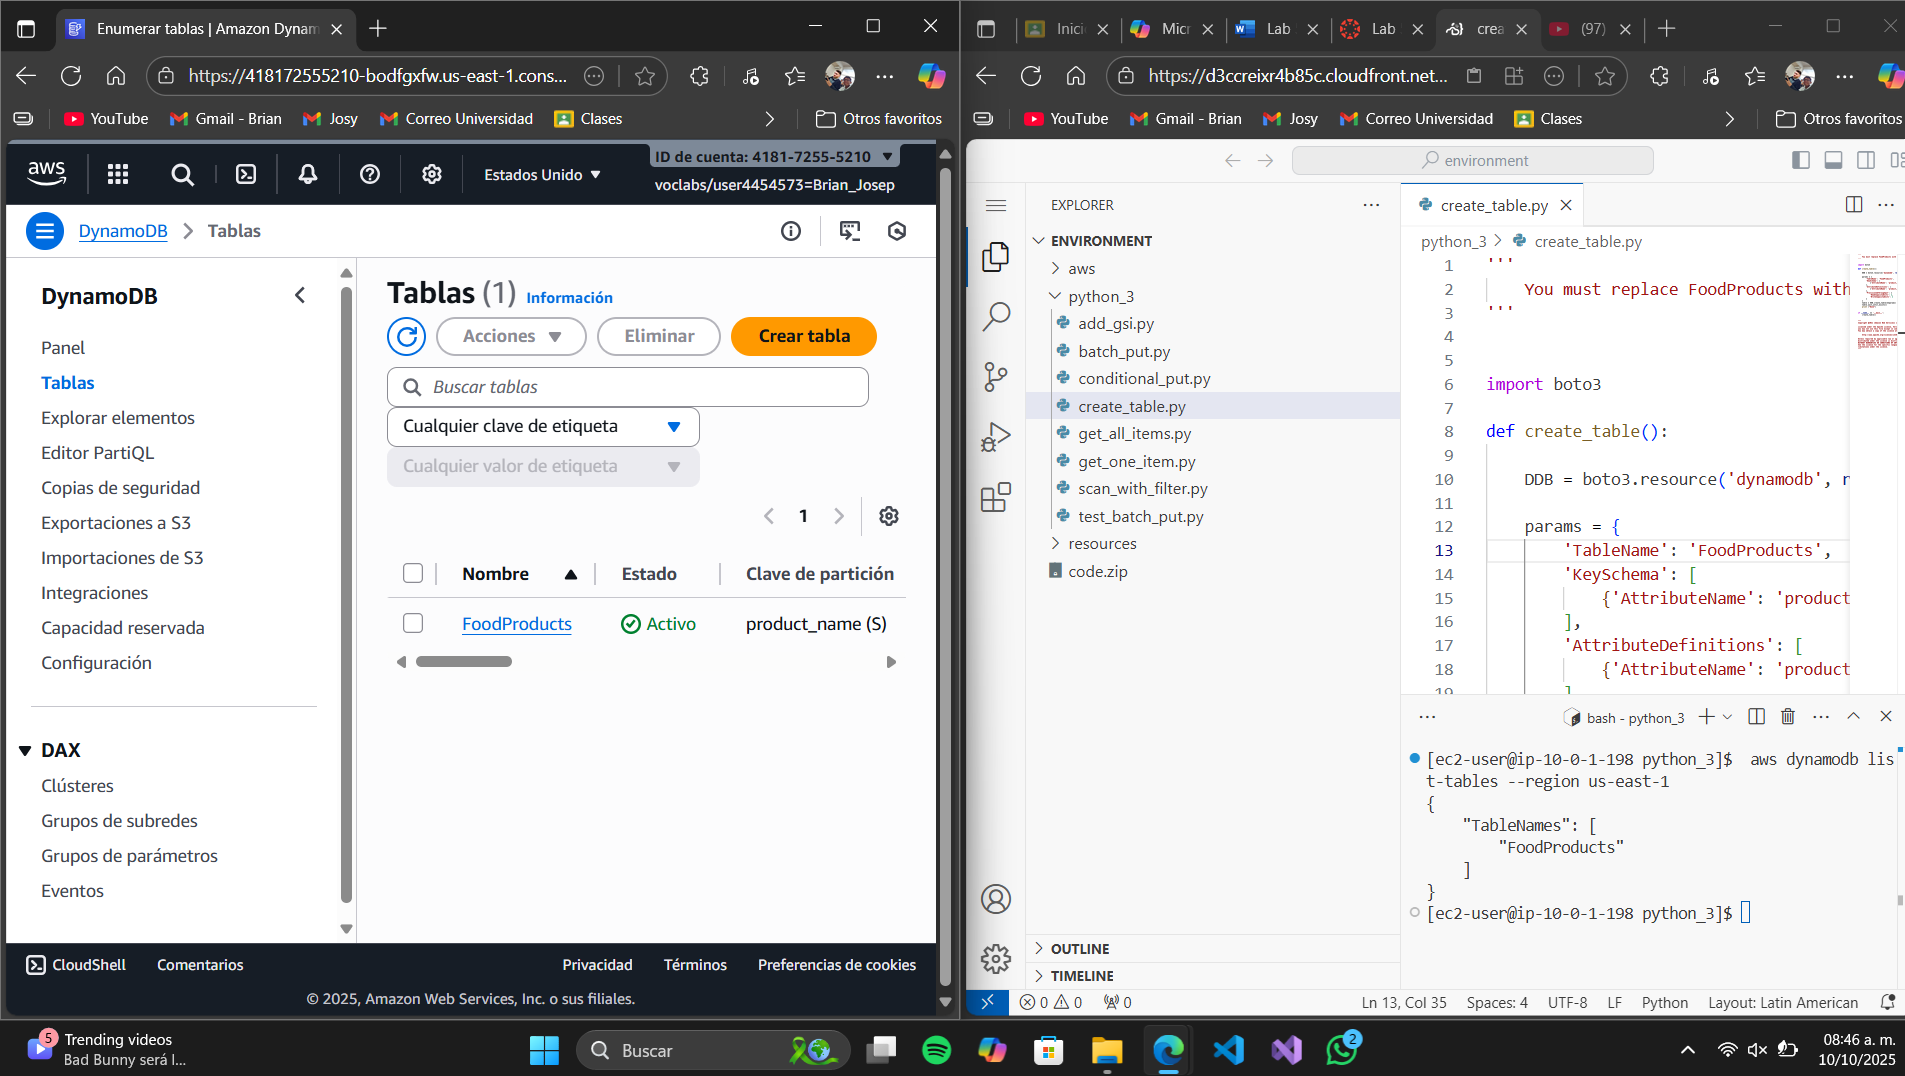 Enumerar tablas | Amazon Dynam
https://418172555210-bodfgxfw.us-east-1.cons...
YouTube
Gmail - Brian
Josy
Correo Universidad
Clases
Otros favoritos
aws
Estados Unido
ID de cuenta: 4181-7255-5210
voclabs/user4454573=Brian_Josep
DynamoDB
Tablas
DynamoDB
Panel
Tablas
Explorar elementos
Editor PartiQL
Copias de seguridad
Exportaciones a S3
Importaciones de S3
Integraciones
Capacidad reservada
Configuración
DAX
Clústeres
Grupos de subredes
Grupos de parámetros
Eventos
Tablas (1) Información
Acciones
Eliminar
Crear tabla
Buscar tablas
Cualquier clave de etiqueta
Cualquier valor de etiqueta
1
Nombre
Estado
Clave de partición
FoodProducts
Activo
product_name (S)
CloudShell
Comentarios
Privacidad
Términos
Preferencias de cookies
© 2025, Amazon Web Services, Inc. o sus filiales.
Inic
Micr
Lab
Lab
crea
(97)
https://d3ccreixr4b85c.cloudfront.net...
YouTube
Gmail - Brian
Josy
Correo Universidad
Clases
Otros favoritos
environment
EXPLORER
ENVIRONMENT
aws
python_3
add_gsi.py
batch_put.py
conditional_put.py
create_table.py
get_all_items.py
get_one_item.py
scan_with_filter.py
test_batch_put.py
resources
code.zip
OUTLINE
TIMELINE
create_table.py
python_3 > create_table.py
1 '''
2 You must replace FoodProducts with
3 '''
4
5
6 import boto3
7
8 def create_table():
9
10 DDB = boto3.resource('dynamodb', r
11
12 params = {
13 'TableName': 'FoodProducts',
14 'KeySchema': [
15 {'AttributeName': 'product
16 ],
17 'AttributeDefinitions': [
18 {'AttributeName': 'product
19 ]
bash - python_3
[ec2-user@ip-10-0-1-198 python_3]$ aws dynamodb lis
t-tables --region us-east-1
{
"TableNames": [
"FoodProducts"
]
}
[ec2-user@ip-10-0-1-198 python_3]$
0 0
0
Ln 13, Col 35
Spaces: 4
UTF-8
LF
Python
Layout: Latin American
5
Trending videos
Bad Bunny será l...
Buscar
2
08:46 a. m.
10/10/2025